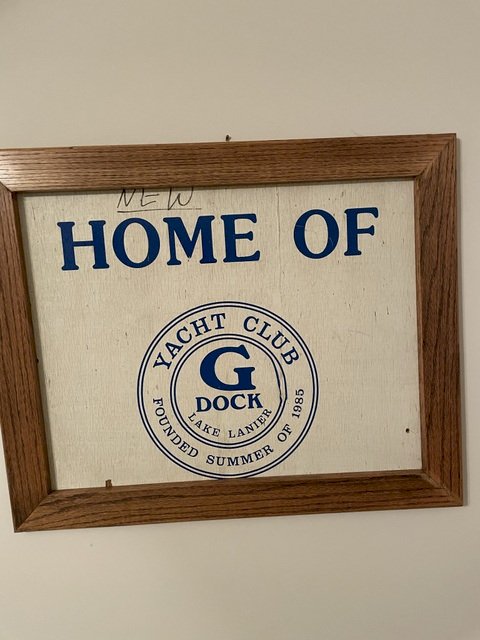 NEW
HOME OF
YACHT CLUB
G
DOCK
LAKE LANIER
FOUNDED SUMMER OF 1985